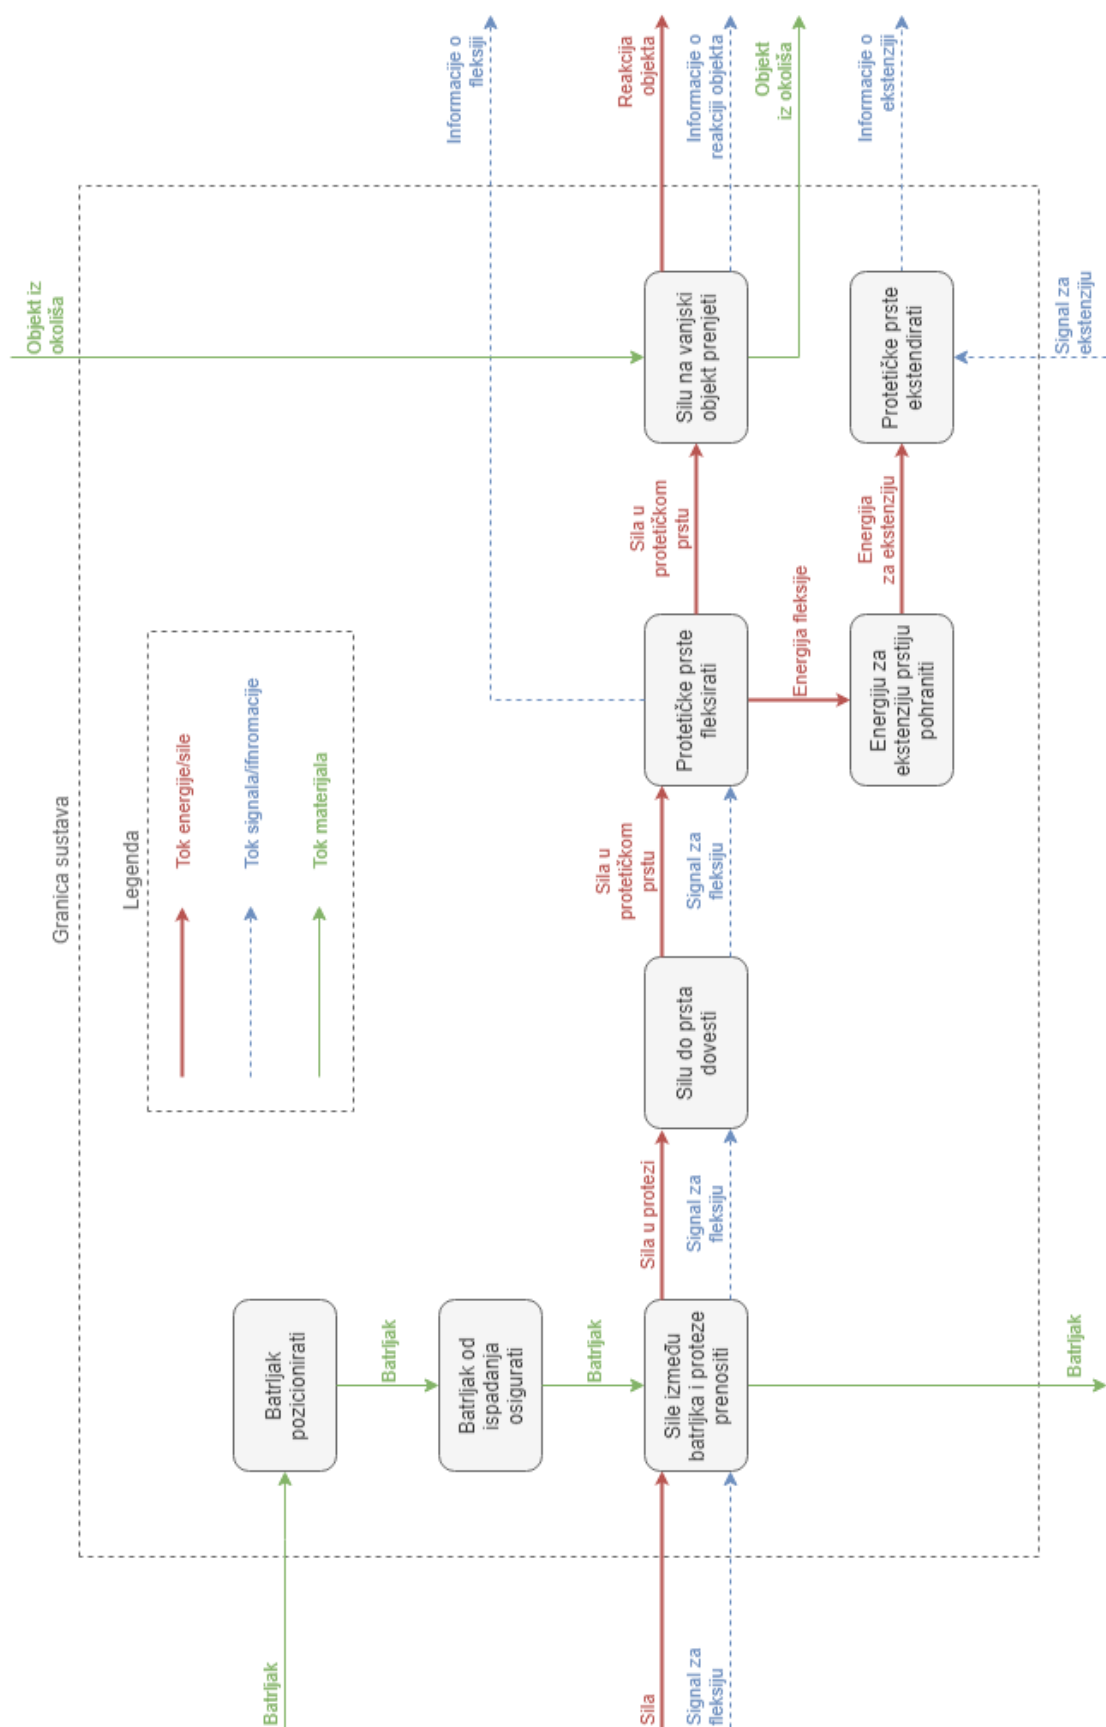 Granica sustava
Legenda
Tok energije/sile
Tok signala/ifnromacije
Tok materijala
Objekt iz
okoliša
Informacije o
fleksiji
Batrljak
Batrljak
pozicionirati
Batrljak
Batrljak od
ispadanja
osigurati
Batrljak
Sila
Signal za
fleksiju
Sile između
batrljka i proteze
prenositi
Sila u protezi
Signal za
fleksiju
Silu do prsta
dovesti
Sila u
protetičkom
prstu
Signal za
fleksiju
Protetičke prste
fleksirati
Sila u
protetičkom
prstu
Silu na vanjski
objekt prenjeti
Reakcija
objekta
Informacije o
reakciji objekta
Objekt
iz okoliša
Energija fleksije
Energiju za
ekstenziju prstiju
pohraniti
Energija
za ekstenziju
Protetičke prste
ekstendirati
Informacije o
ekstenziji
Batrljak
Signal za
ekstenziju